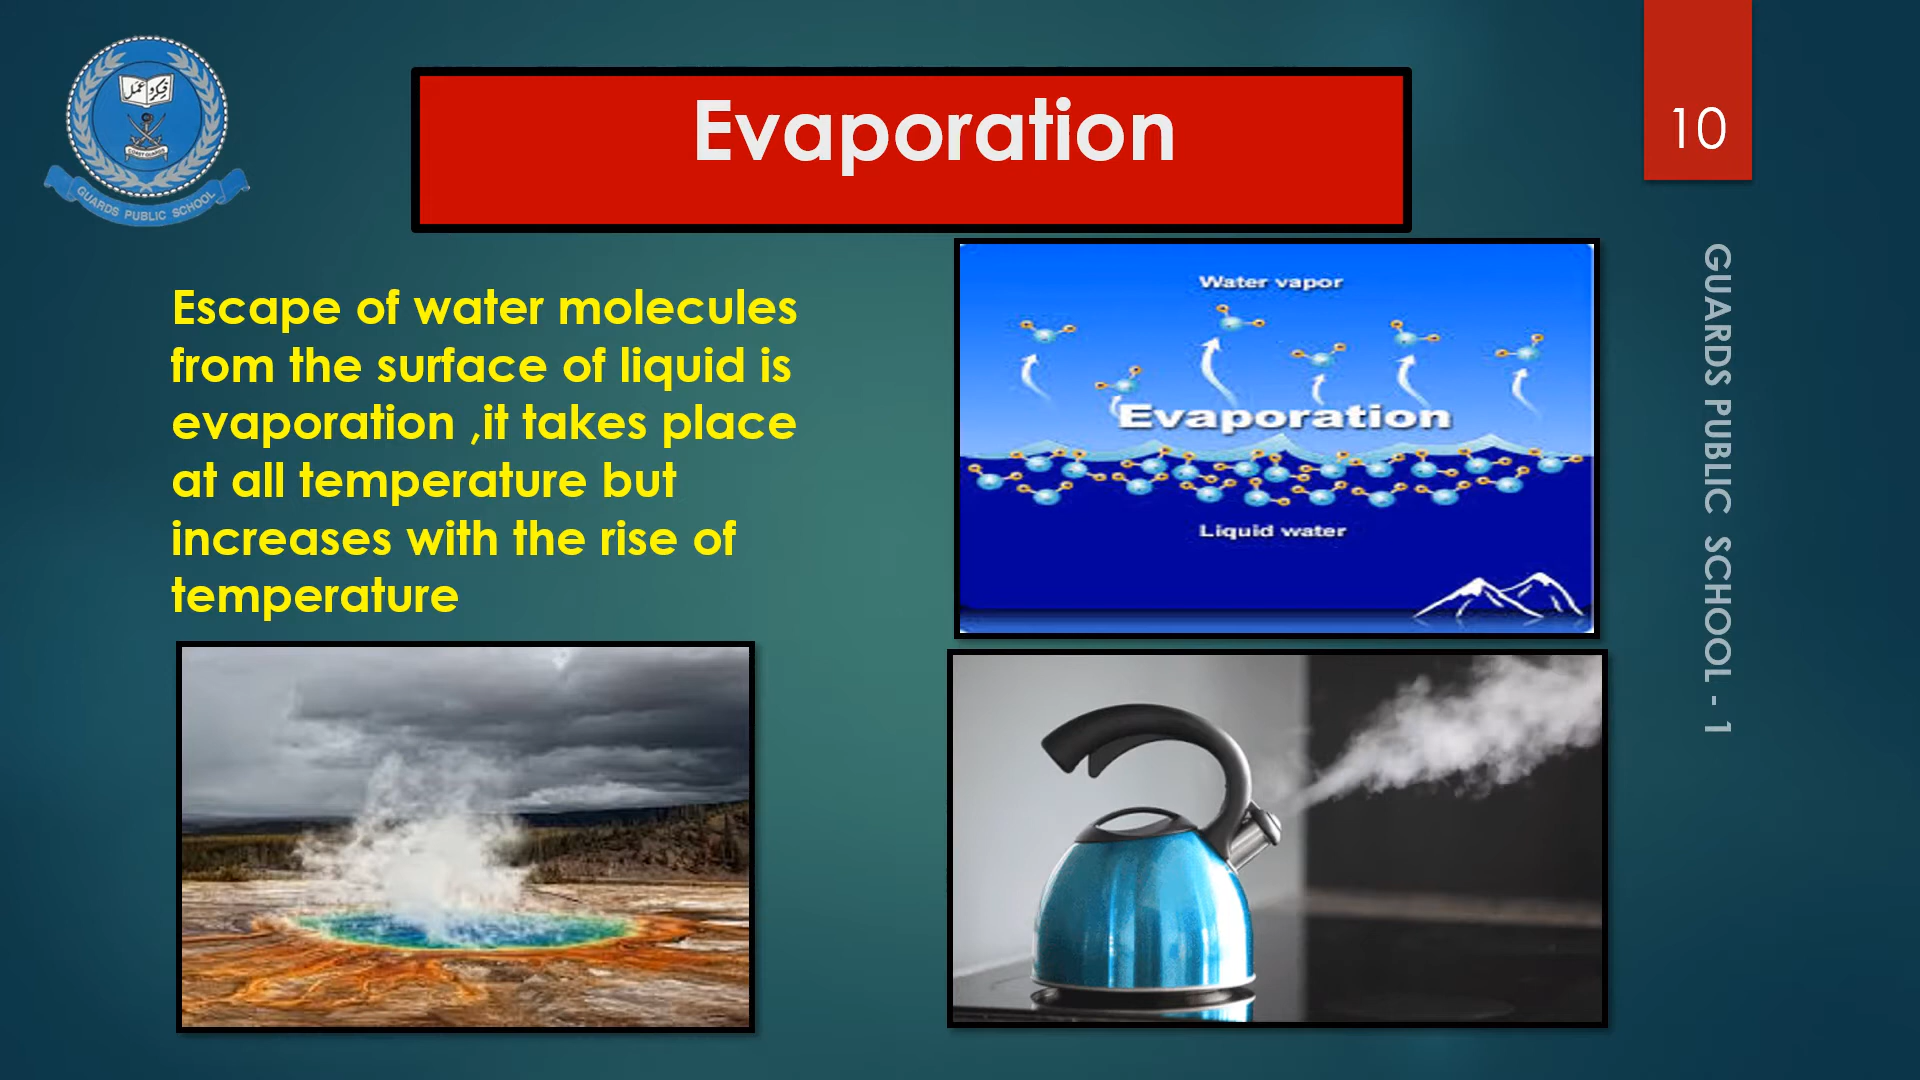 Evaporation
10
Escape of water molecules
from the surface of liquid is
evaporation ,it takes place
at all temperature but
increases with the rise of
temperature
Water vapor
Evaporation
Liquid water
GUARDS PUBLIC SCHOOL - 1
GUARDS PUBLIC SCHOOL